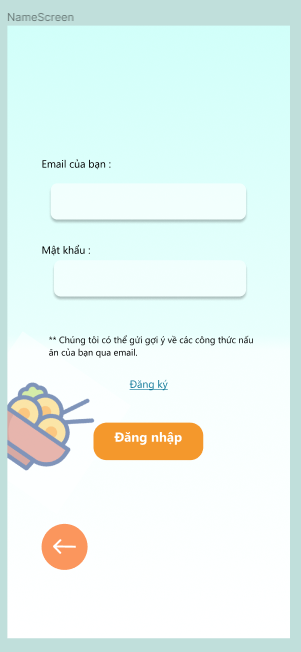 NameScreen
Email của bạn :
Mật khẩu :
** Chúng tôi có thể gửi gợi ý về các công thức nấu
ăn của bạn qua email.
Đăng ký
Đăng nhập